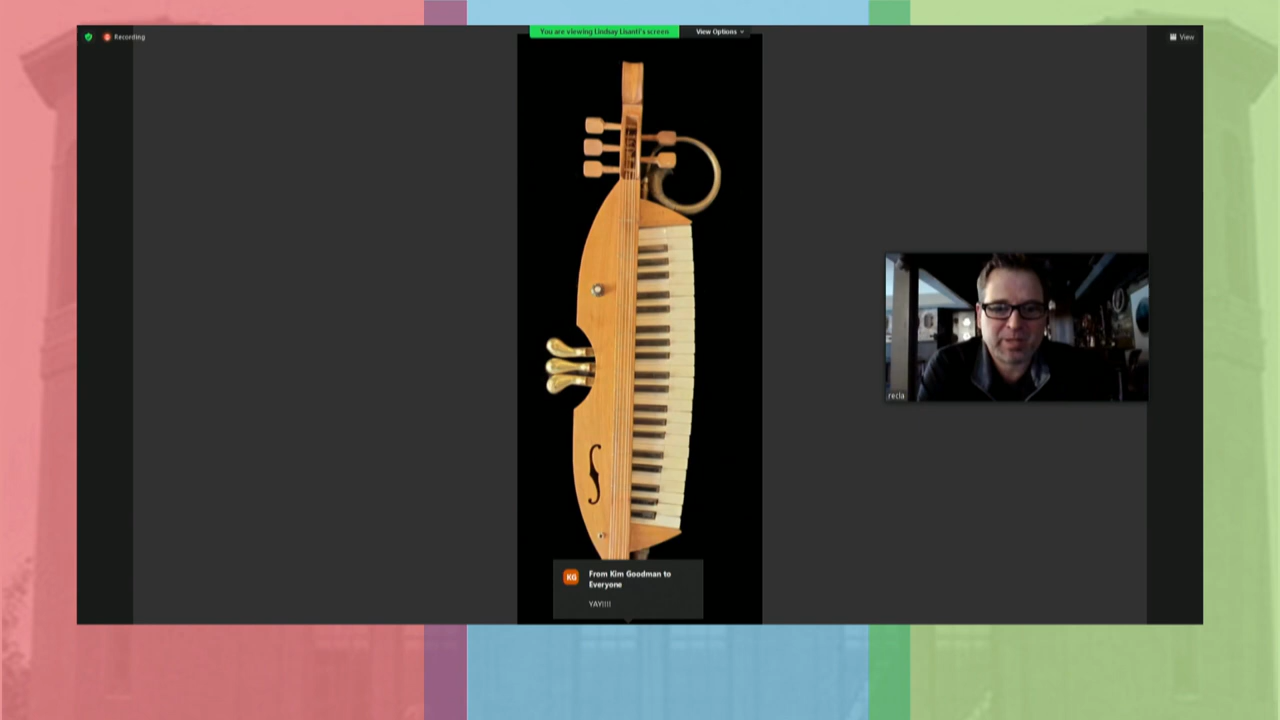 Recording
You are viewing Lindsay Lisanti's screen
View Options
View
recla
KG
From Kim Goodman to
Everyone
YAY!!!!